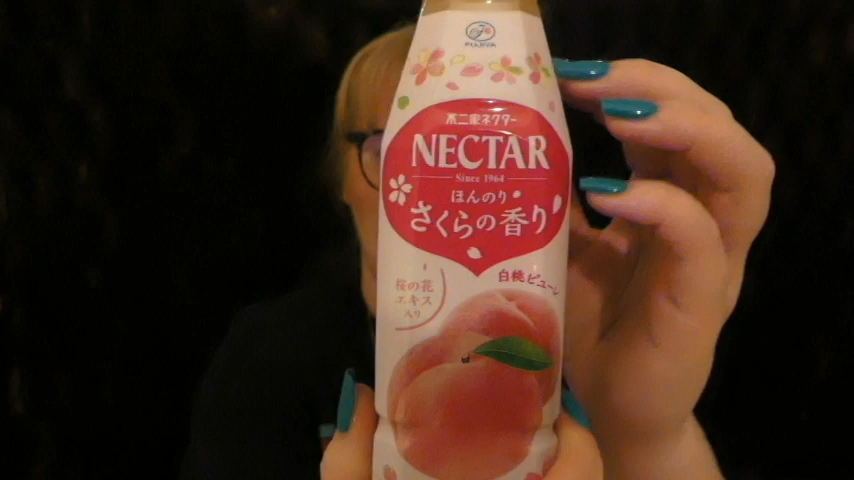 FUJIYA
不二家ネクター
NECTAR
Since 1964
ほんのり
さくらの香り
白桃ピューレ
桜の花
エキス
入り